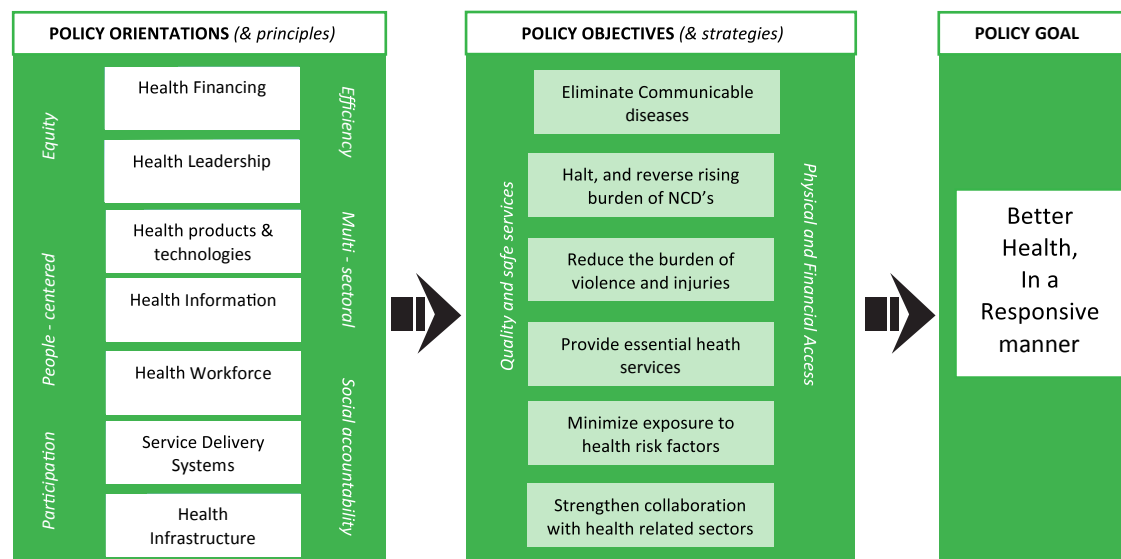 POLICY ORIENTATIONS (& principles)
Equity
People - centered
Participation
Health Financing
Health Leadership
Health products &
technologies
Health Information
Health Workforce
Service Delivery
Systems
Health
Infrastructure
Efficiency
Multi - sectoral
Social accountability
POLICY OBJECTIVES (& strategies)
Quality and safe services
Eliminate Communicable
diseases
Halt, and reverse rising
burden of NCD's
Reduce the burden of
violence and injuries
Provide essential heath
services
Minimize exposure to
health risk factors
Strengthen collaboration
with health related sectors
Physical and Financial Access
POLICY GOAL
Better
Health,
In a
Responsive
manner